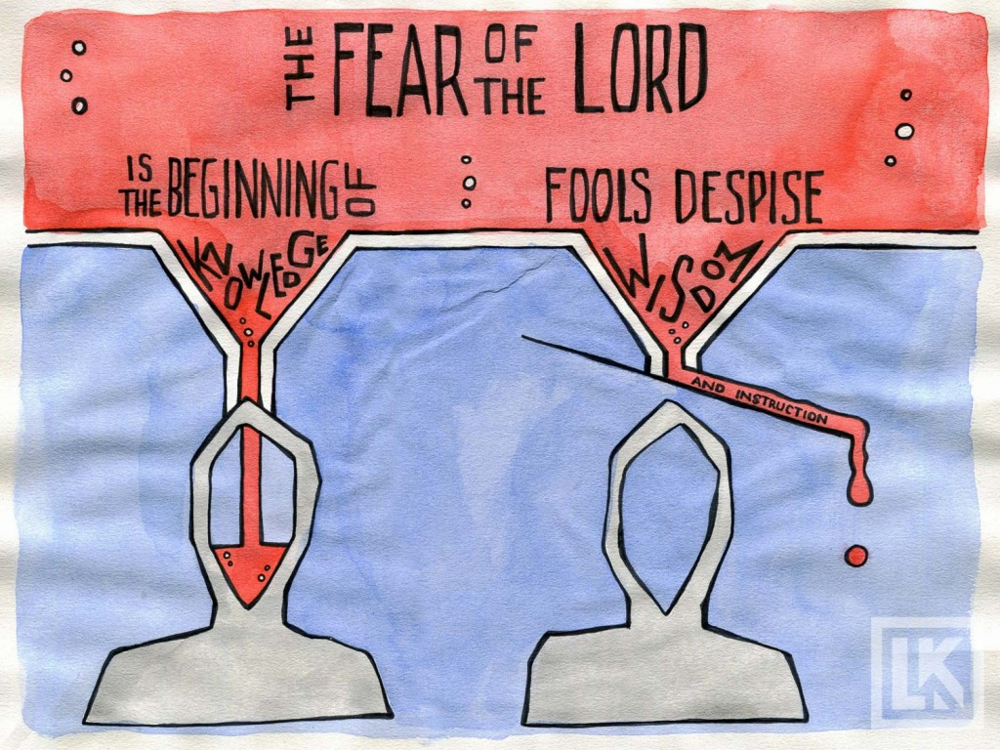 THE FEAR OF THE LORD
IS THE BEGINNING OF
KNOWLEDGE
FOOLS DESPISE
WISDOM
AND INSTRUCTION
LK